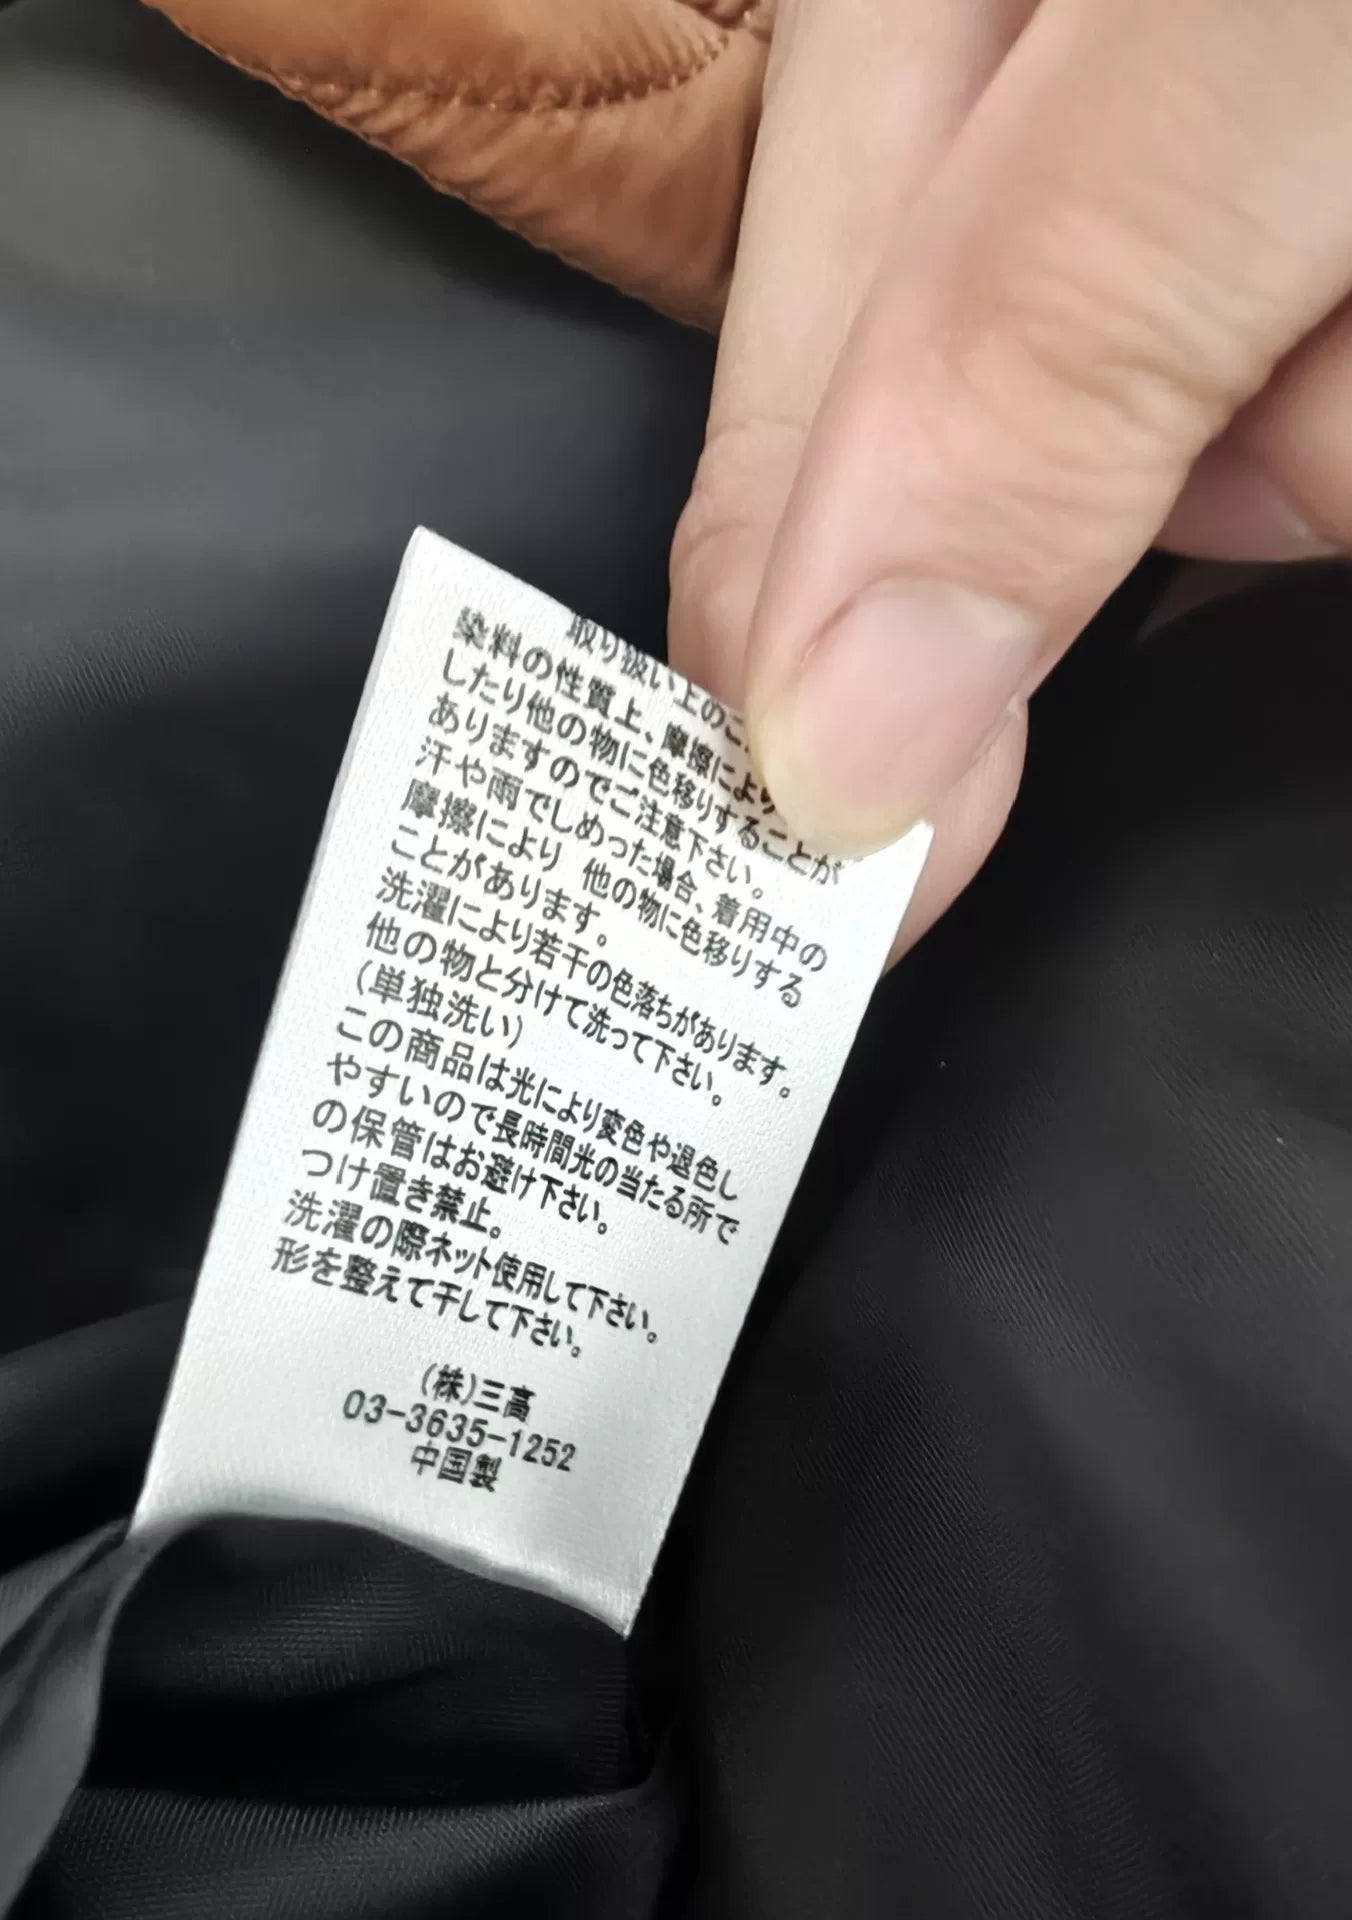 取り扱い上のご
染料の性質上、摩擦により
したり他の物に色移りすることが
ありますのでご注意下さい。
汗や雨でしめった場合、着用中の
摩擦により 他の物に色移りする
ことがあります。
洗濯により若干の色落ちがあります。
他の物と分けて洗って下さい。
(単独洗い)
この商品は光により変色や退色し
やすいので長時間光の当たる所で
の保管はお避け下さい。
つけ置き禁止。
洗濯の際ネット使用して下さい。
形を整えて干して下さい。
(株)三高
03-3635-1252
中国製